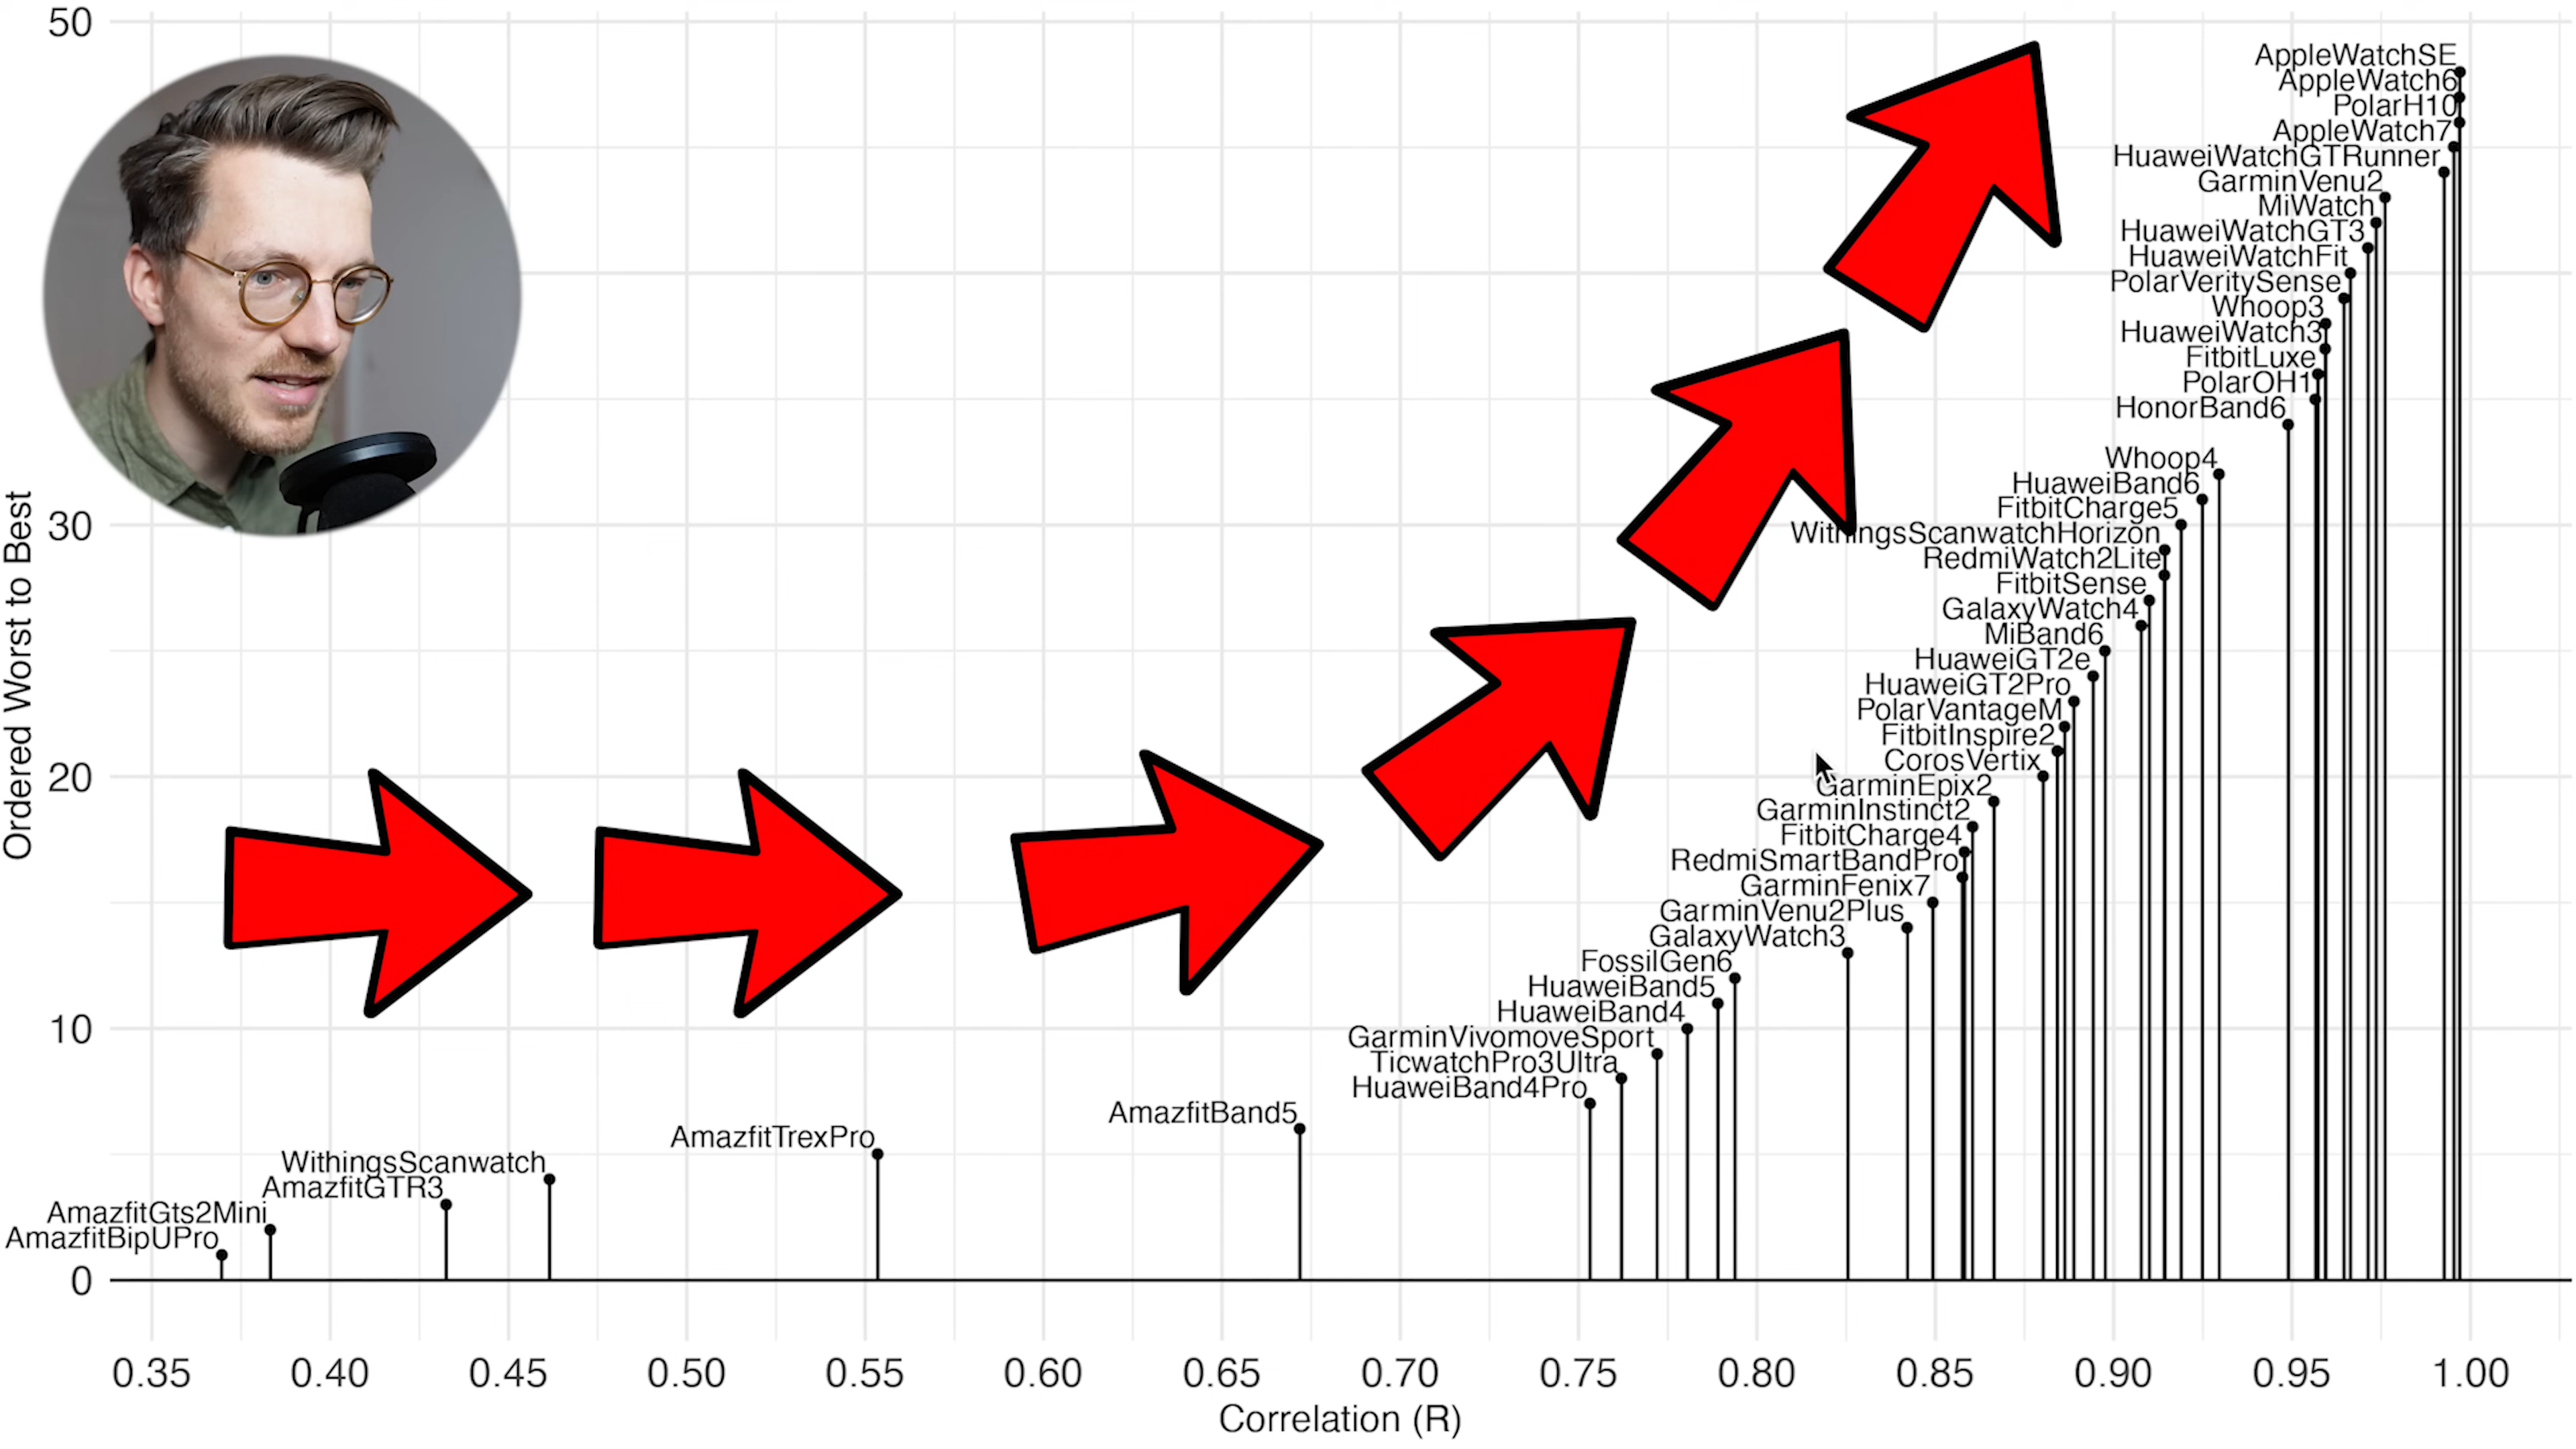 50
30
20
10
0
Ordered Worst to Best
AppleWatchSE
AppleWatch6
PolarH10
AppleWatch7
HuaweiWatchGTRunner
GarminVenu2
MiWatch
HuaweiWatchGT3
HuaweiWatchFit
PolarVeritySense
Whoop3
HuaweiWatch3
FitbitLuxe
PolarOH1
HonorBand6
Whoop4
HuaweiBand6
FitbitCharge5
WithingsScanwatchHorizon
RedmiWatch2Lite
FitbitSense
GalaxyWatch4
MiBand6
HuaweiGT2e
HuaweiGT2Pro
PolarVantageM
FitbitInspire2
CorosVertix
GarminEpix2
GarminInstinct2
FitbitCharge4
RedmiSmartBandPro
GarminFenix7
GarminVenu2Plus
GalaxyWatch3
FossilGen6
HuaweiBand5
HuaweiBand4
GarminVivomoveSport
TicwatchPro3Ultra
HuaweiBand4Pro
AmazfitBand5
AmazfitTrexPro
WithingsScanwatch
AmazfitGTR3
AmazfitGts2Mini
AmazfitBipUPro
0.35 0.40 0.45 0.50 0.55 0.60 0.65 0.70 0.75 0.80 0.85 0.90 0.95 1.00
Correlation (R)